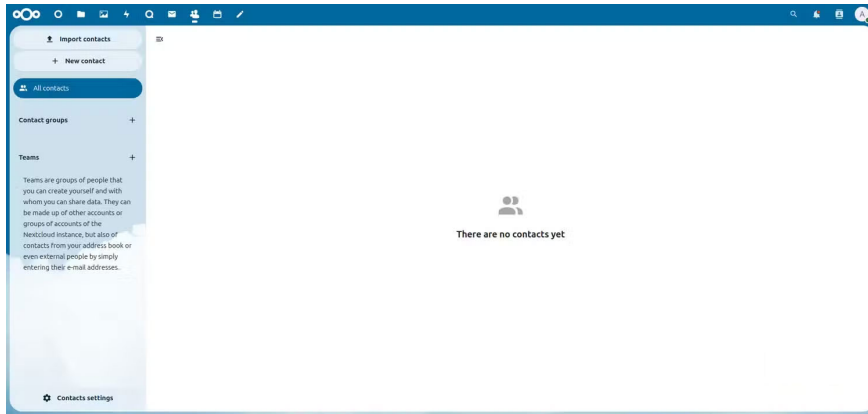 A
Import contacts
+ New contact
All contacts
Contact groups +
Teams +
Teams are groups of people that
you can create yourself and with
whom you can share data. They can
be made up of other accounts or
groups of accounts of the
Nextcloud instance, but also of
contacts from your address book or
even external people by simply
entering their e-mail addresses.
There are no contacts yet
Contacts settings